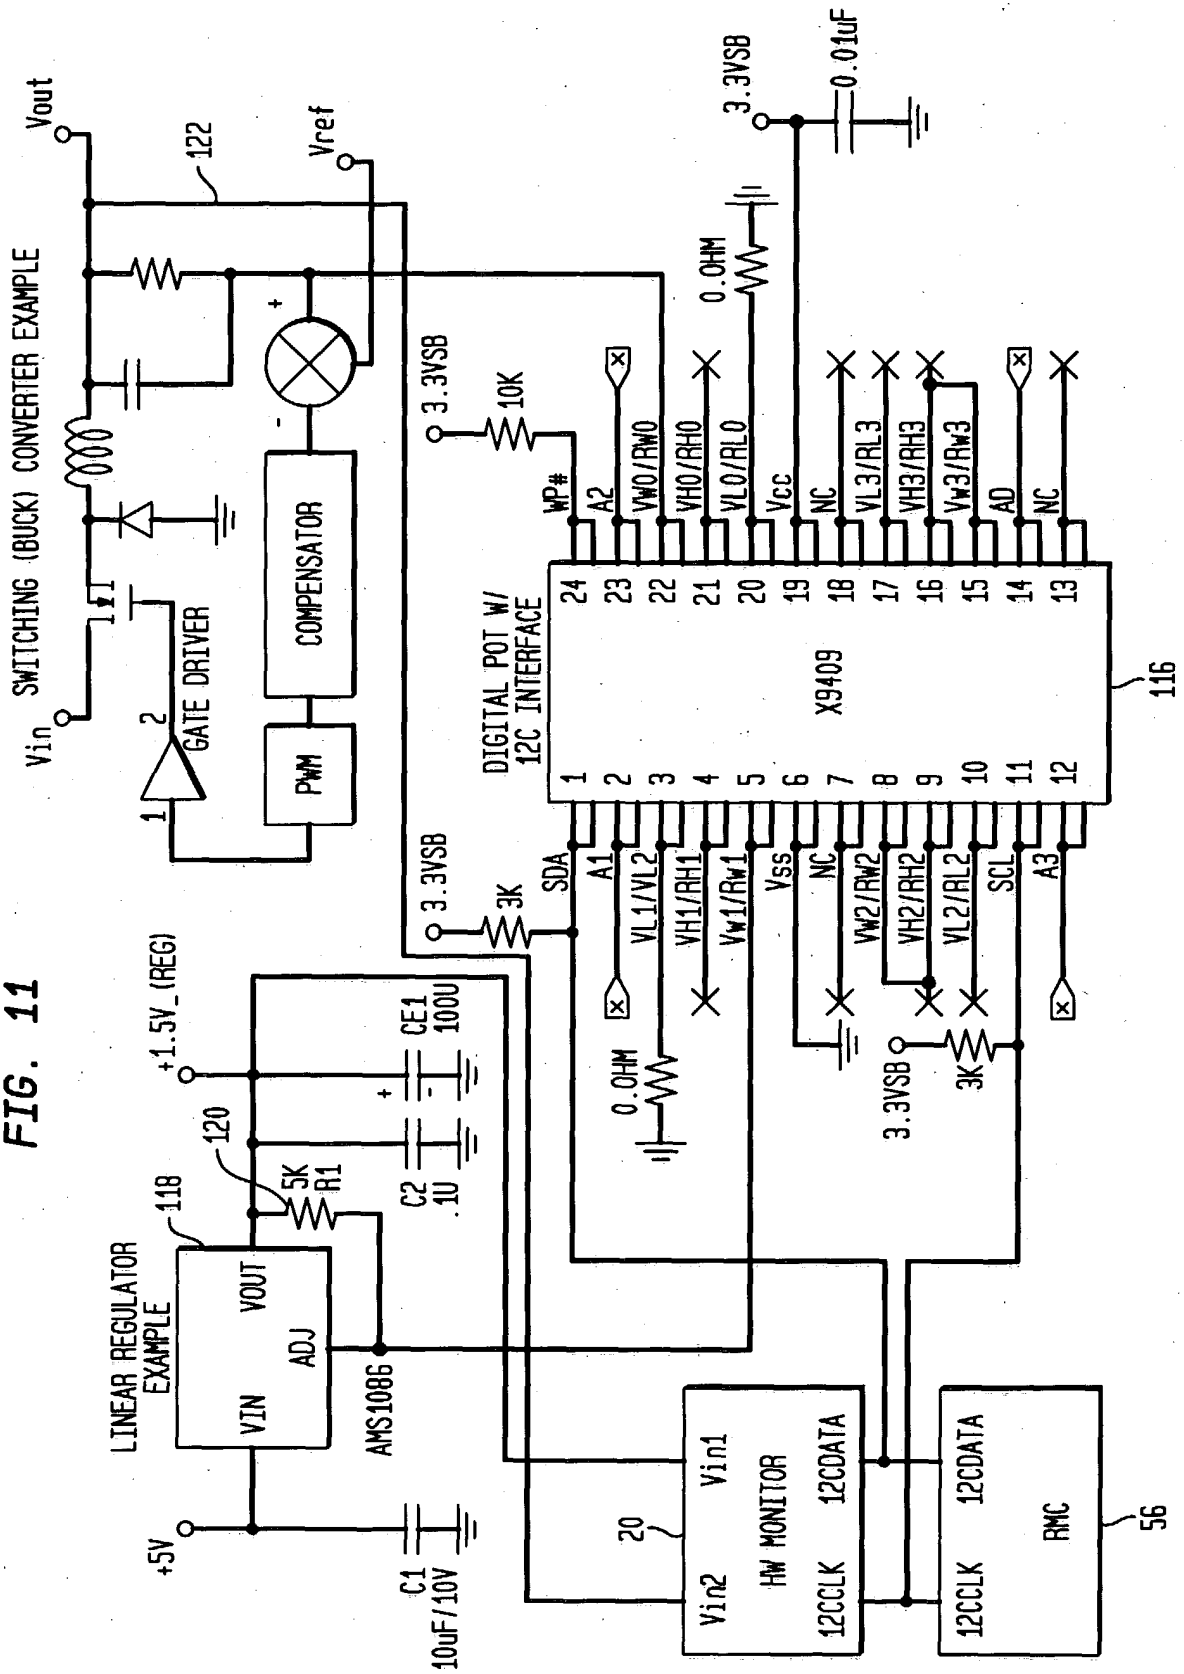 FIG. 11
LINEAR REGULATOR
EXAMPLE
118
VIN
VOUT
ADJ
AMS1086
+5V
C1
10uF/10V
120
5K
R1
+1.5V_(REG)
C2
.1U
CE1
100U
+
-
SWITCHING (BUCK) CONVERTER EXAMPLE
Vin
Vout
122
Vref
1
2
GATE DRIVER
PWM
COMPENSATOR
-
+
DIGITAL POT W/
12C INTERFACE
X9409
116
3.3VSB
3K
SDA
1
A1
2
X
VL1/VL2
3
0.0HM
VH1/RH1
4
Vw1/Rw1
5
Vss
6
NC
7
VW2/RW2
8
VH2/RH2
9
VL2/RL2
10
SCL
11
A3
12
X
3.3VSB
3K
3.3VSB
10K
WP#
24
A2
23
X
VW0/RW0
22
VH0/RH0
21
VL0/RL0
20
0.0HM
Vcc
19
3.3VSB
0.01uF
NC
18
VL3/RL3
17
VH3/RH3
16
Vw3/Rw3
15
AD
14
X
NC
13
20
Vin2
Vin1
HW MONITOR
12CCLK
12CDATA
12CCLK
12CDATA
RMC
56